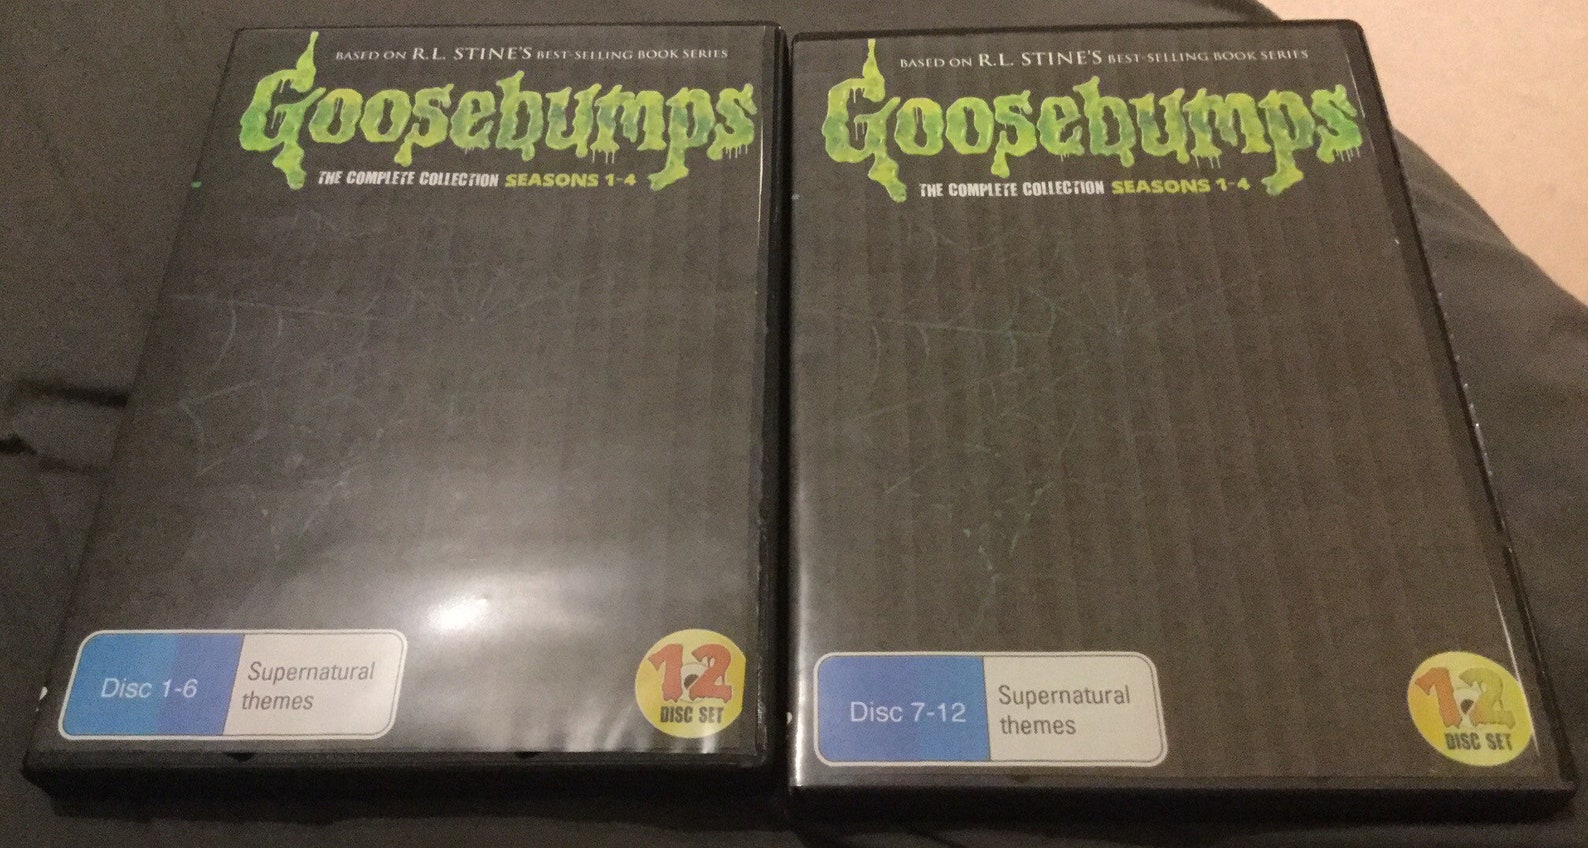 BASED ON R.L. STINE'S BEST-SELLING BOOK SERIES
Goosebumps
THE COMPLETE COLLECTION SEASONS 1-4
Disc 1-6
Supernatural
themes
12
DISC SET
BASED ON R.L. STINE'S BEST-SELLING BOOK SERIES
Goosebumps
THE COMPLETE COLLECTION SEASONS 1-4
Disc 7-12
Supernatural
themes
12
DISC SET